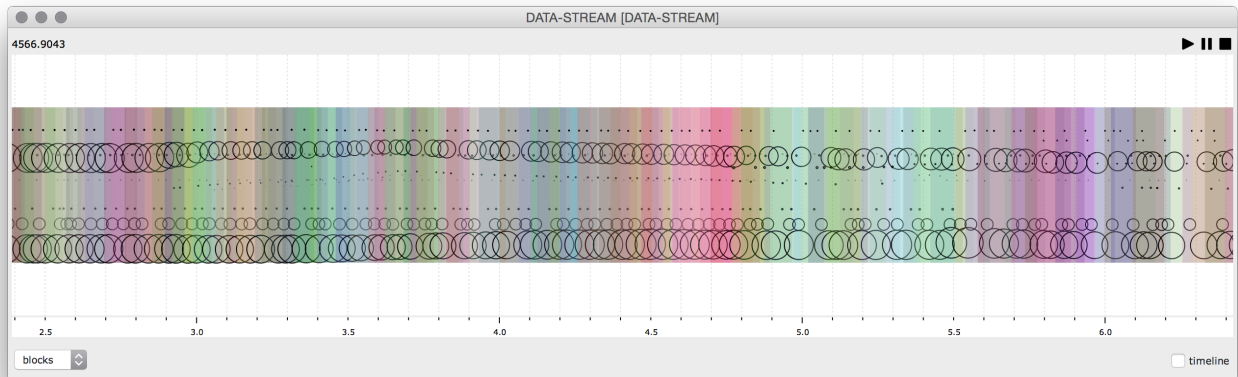 DATA-STREAM [DATA-STREAM]
4566.9043
2.5 3.0 3.5 4.0 4.5 5.0 5.5 6.0
blocks
timeline